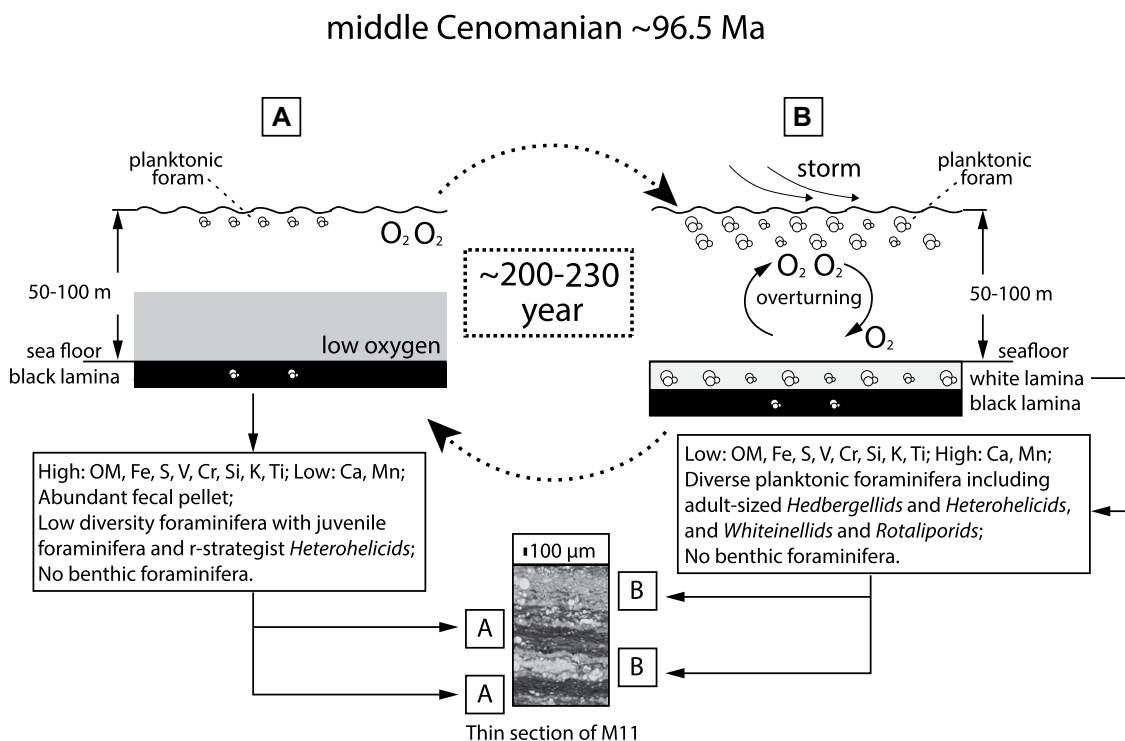 middle Cenomanian ~96.5 Ma
A
planktonic
foram
O₂ O₂
50-100 m
low oxygen
sea floor
black lamina
~200-230
year
B
storm
planktonic
foram
O₂ O₂
overturning
O₂
50-100 m
seafloor
white lamina
black lamina
High: OM, Fe, S, V, Cr, Si, K, Ti; Low: Ca, Mn;
Abundant fecal pellet;
Low diversity foraminifera with juvenile
foraminifera and r-strategist Heterohelicids;
No benthic foraminifera.
Low: OM, Fe, S, V, Cr, Si, K, Ti; High: Ca, Mn;
Diverse planktonic foraminifera including
adult-sized Hedbergellids and Heterohelicids,
and Whiteinellids and Rotaliporids;
No benthic foraminifera.
100 µm
B
A
B
A
Thin section of M11